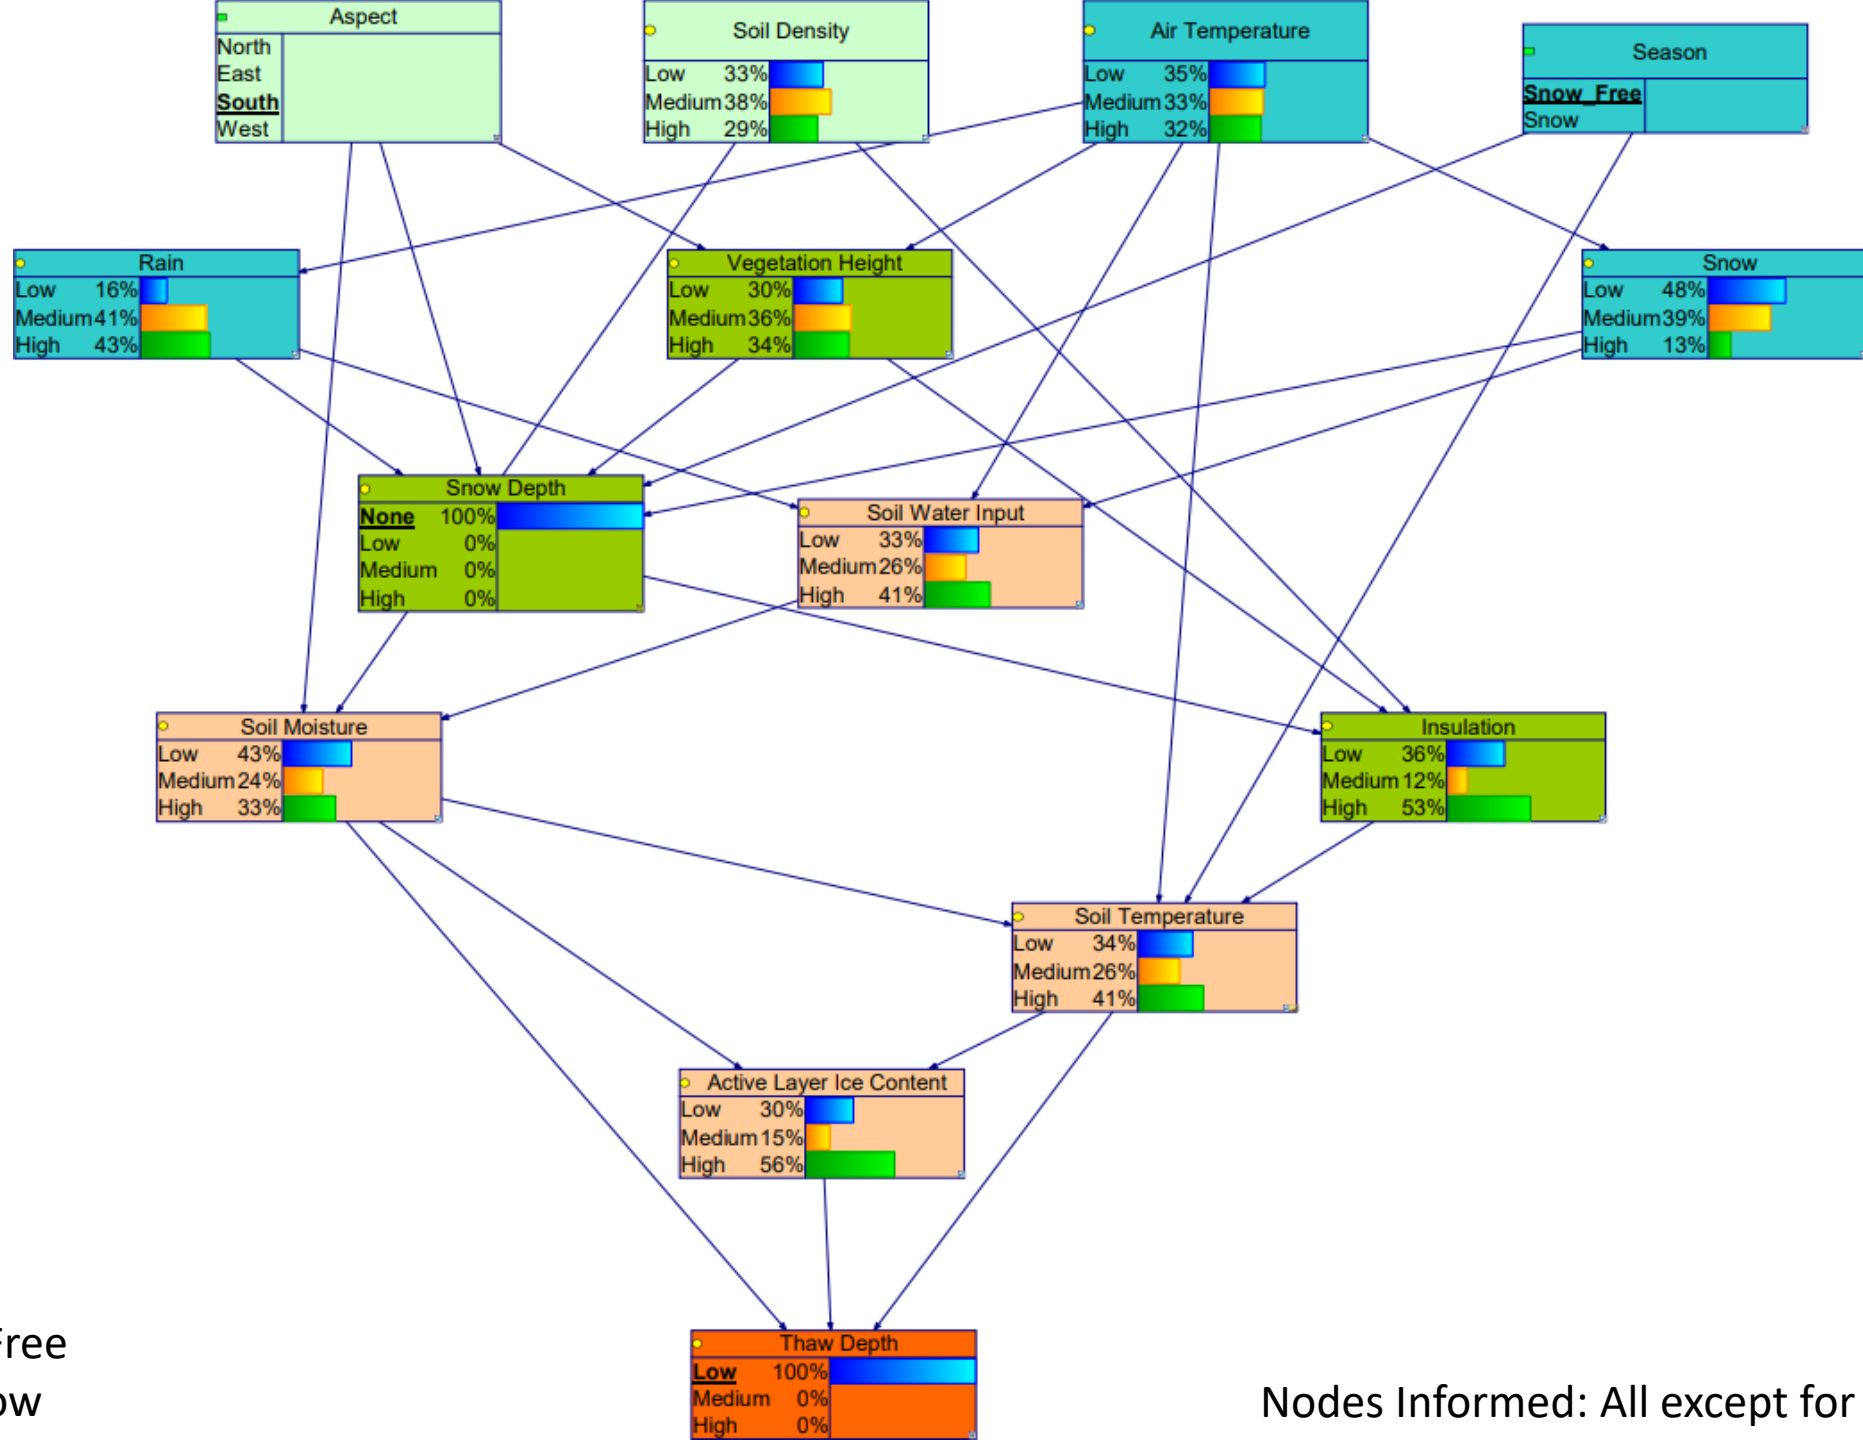 Aspect
North
East
South
West
Soil Density
Low 33%
Medium 38%
High 29%
Air Temperature
Low 35%
Medium 33%
High 32%
Season
Snow_Free
Snow
Rain
Low 16%
Medium 41%
High 43%
Vegetation Height
Low 30%
Medium 36%
High 34%
Snow
Low 48%
Medium 39%
High 13%
Snow Depth
None 100%
Low 0%
Medium 0%
High 0%
Soil Water Input
Low 33%
Medium 26%
High 41%
Soil Moisture
Low 43%
Medium 24%
High 33%
Insulation
Low 36%
Medium 12%
High 53%
Soil Temperature
Low 34%
Medium 26%
High 41%
Active Layer Ice Content
Low 30%
Medium 15%
High 56%
Thaw Depth
Low 100%
Medium 0%
High 0%
Nodes Informed: All except for